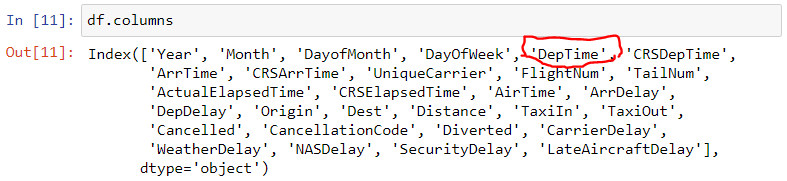 In [11]: df.columns
Out[11]: Index(['Year', 'Month', 'DayofMonth', 'DayOfWeek', 'DepTime', 'CRSDepTime',
'ArrTime', 'CRSArrTime', 'UniqueCarrier', 'FlightNum', 'TailNum',
'ActualElapsedTime', 'CRSElapsedTime', 'AirTime', 'ArrDelay',
'DepDelay', 'Origin', 'Dest', 'Distance', 'TaxiIn', 'TaxiOut',
'Cancelled', 'CancellationCode', 'Diverted', 'CarrierDelay',
'WeatherDelay', 'NASDelay', 'SecurityDelay', 'LateAircraftDelay'],
dtype='object')